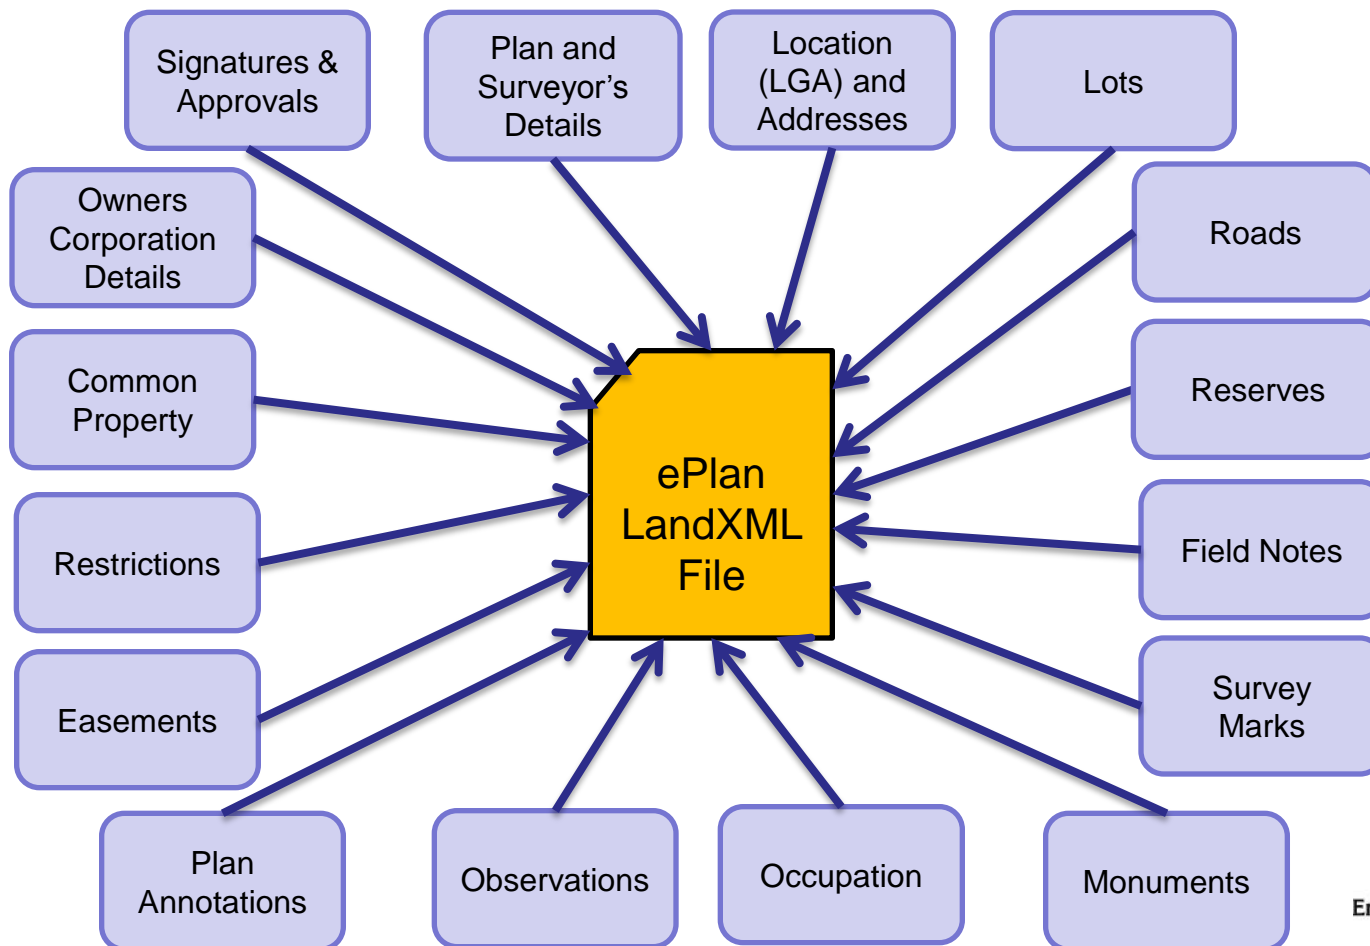 Signatures &
Approvals
Plan and
Surveyor's
Details
Location
(LGA) and
Addresses
Lots
Owners
Corporation
Details
Roads
Common
Property
Reserves
ePlan
LandXML
File
Restrictions
Field Notes
Easements
Survey
Marks
Plan
Annotations
Observations
Occupation
Monuments